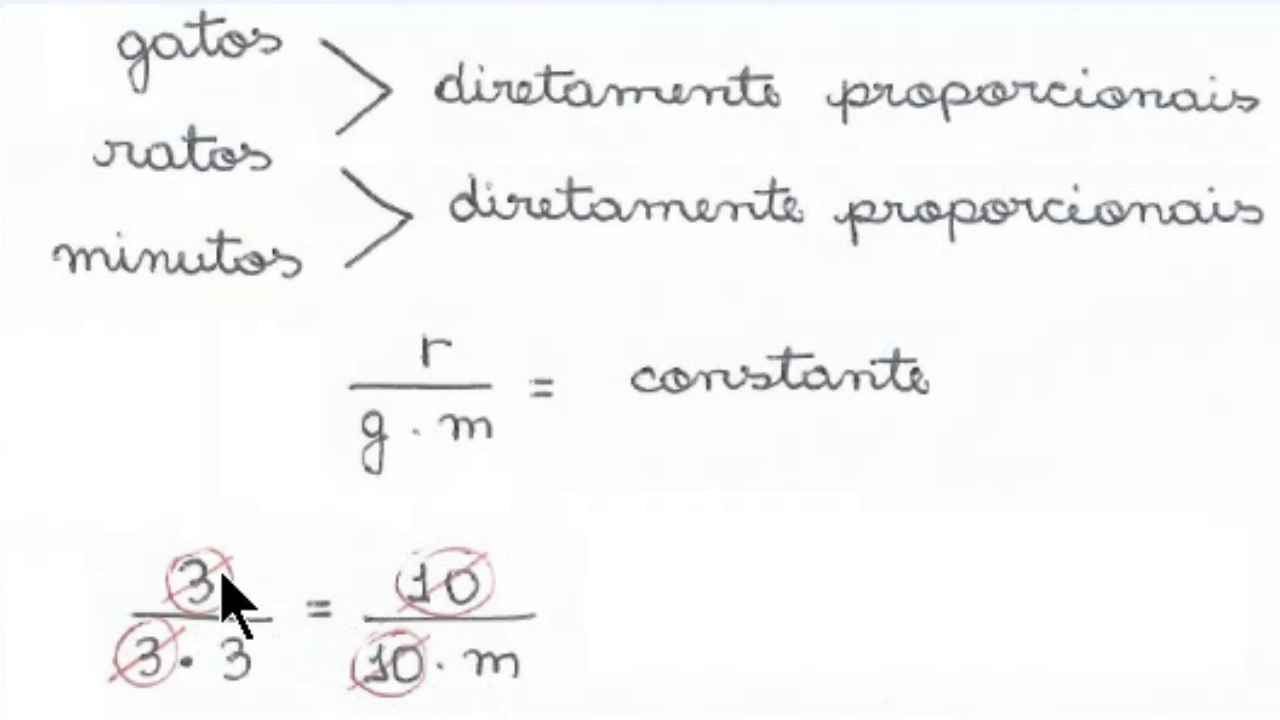 gatos
diretamente proporcionais
ratos
diretamente proporcionais
minutos
r
g . m
= constante
3
3 . 3
=
10
10 . m